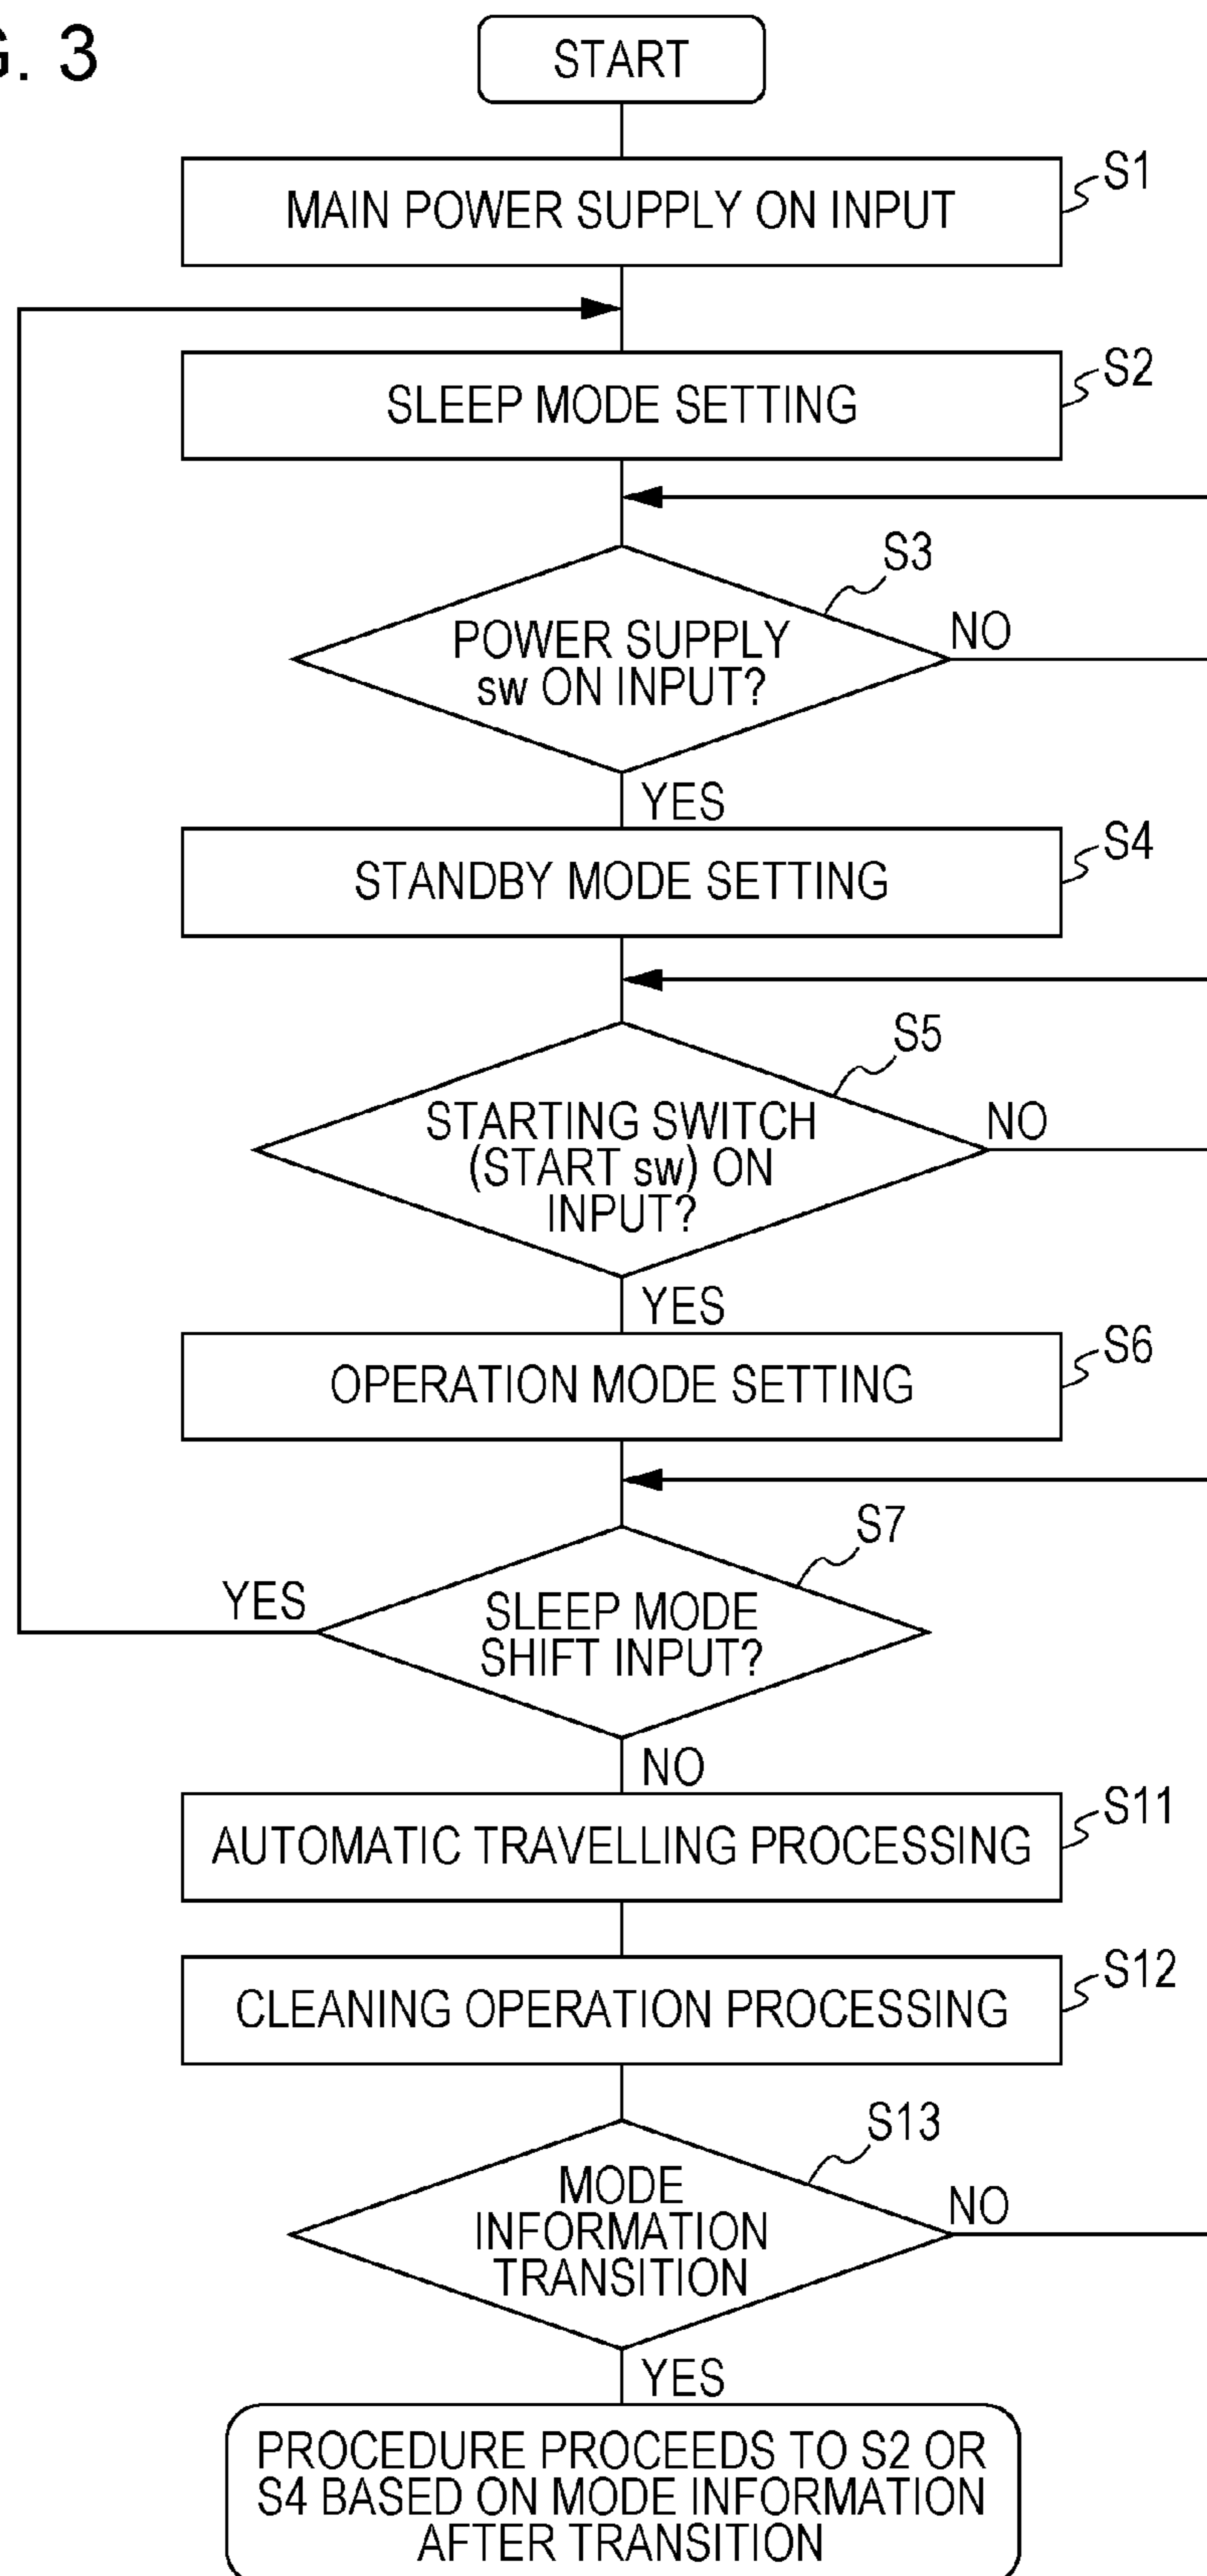 G. 3
START
MAIN POWER SUPPLY ON INPUT
S1
SLEEP MODE SETTING
S2
S3
POWER SUPPLY
sw ON INPUT?
NO
YES
STANDBY MODE SETTING
S4
S5
STARTING SWITCH
(START sw) ON
INPUT?
NO
YES
OPERATION MODE SETTING
S6
S7
YES
SLEEP MODE
SHIFT INPUT?
NO
AUTOMATIC TRAVELLING PROCESSING
S11
CLEANING OPERATION PROCESSING
S12
S13
MODE
INFORMATION
TRANSITION
NO
YES
PROCEDURE PROCEEDS TO S2 OR
S4 BASED ON MODE INFORMATION
AFTER TRANSITION